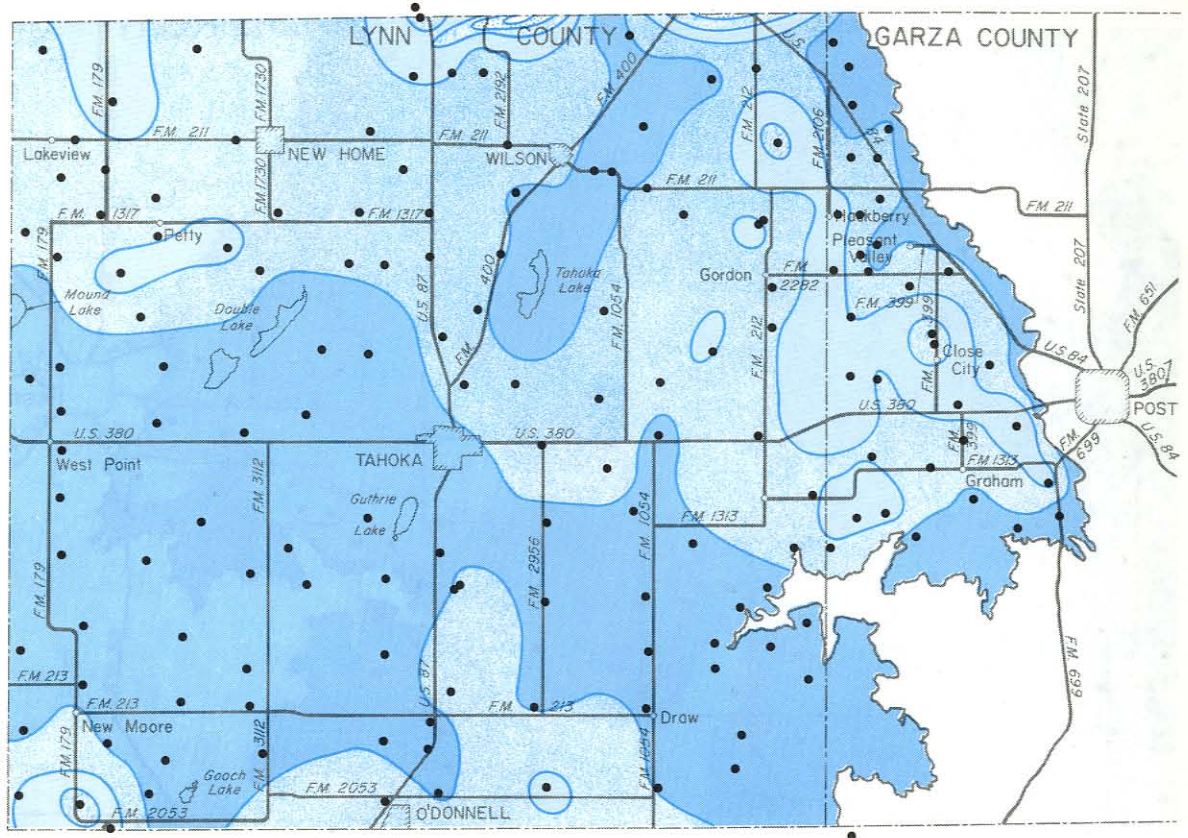 LYNN COUNTY
GARZA COUNTY
F.M. 179
F.M. 1730
F.M. 2192
F.M. 400
F.M. 212
U.S. 84
F.M. 2106
State 207
F.M. 211
Lakeview
NEW HOME
F.M. 211
WILSON
F.M. 1730
F.M. 211
F.M. 211
F.M. 1317
F.M. 1317
Petty
Hackberry
Pleasant
Valley
F.M. 179
U.S. 87
F.M. 400
Tahoka
Lake
F.M. 1054
Gordon
F.M.
2282
State 207
Mound
Lake
Double
Lake
F.M. 399
F.M. 399
F.M. 651
F.M. 212
Close
City
U.S. 84
U.S.
380
POST
U.S. 380
U.S. 380
U.S. 380
F.M.
399
F.M.
669
U.S. 84
West Point
TAHOKA
F.M. 3112
F.M. 1313
Graham
Guthrie
Lake
F.M. 1054
F.M. 1313
F.M. 179
F.M. 2956
F.M. 669
F.M. 213
U.S. 87
F.M. 213
F.M. 213
New Moore
Draw
F.M. 179
F.M. 3112
F.M. 1054
Gooch
Lake
F.M. 2053
F.M. 2053
O'DONNELL